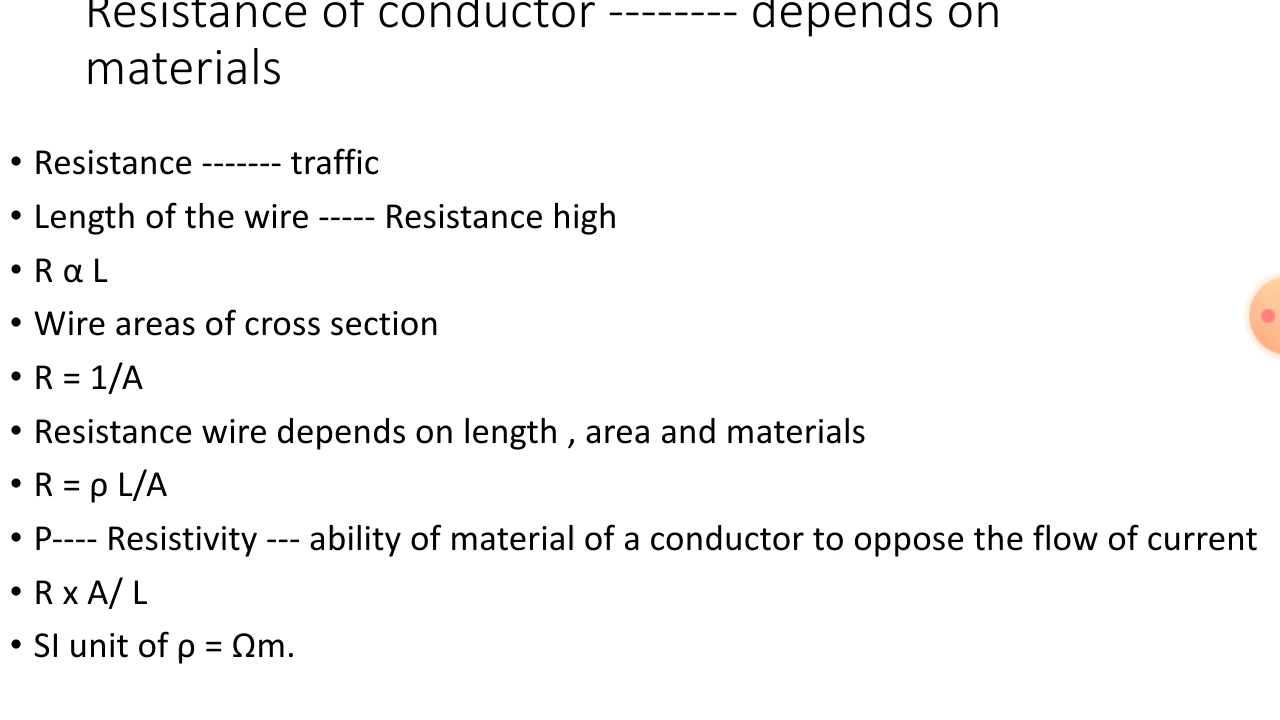 Resistance of conductor -------- depends on
materials
• Resistance ------- traffic
• Length of the wire ----- Resistance high
• R α L
• Wire areas of cross section
• R = 1/A
• Resistance wire depends on length , area and materials
• R = ρ L/A
• P---- Resistivity --- ability of material of a conductor to oppose the flow of current
• R x A/ L
• SI unit of ρ = Ωm.